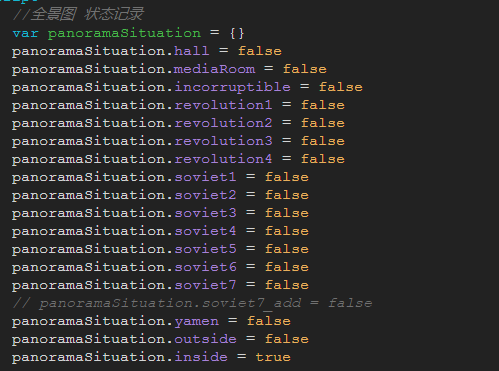 //全景图 状态记录
var panoramaSituation = {}
panoramaSituation.hall = false
panoramaSituation.mediaRoom = false
panoramaSituation.incorruptible = false
panoramaSituation.revolution1 = false
panoramaSituation.revolution2 = false
panoramaSituation.revolution3 = false
panoramaSituation.revolution4 = false
panoramaSituation.soviet1 = false
panoramaSituation.soviet2 = false
panoramaSituation.soviet3 = false
panoramaSituation.soviet4 = false
panoramaSituation.soviet5 = false
panoramaSituation.soviet6 = false
panoramaSituation.soviet7 = false
// panoramaSituation.soviet7_add = false
panoramaSituation.yamen = false
panoramaSituation.outside = false
panoramaSituation.inside = true